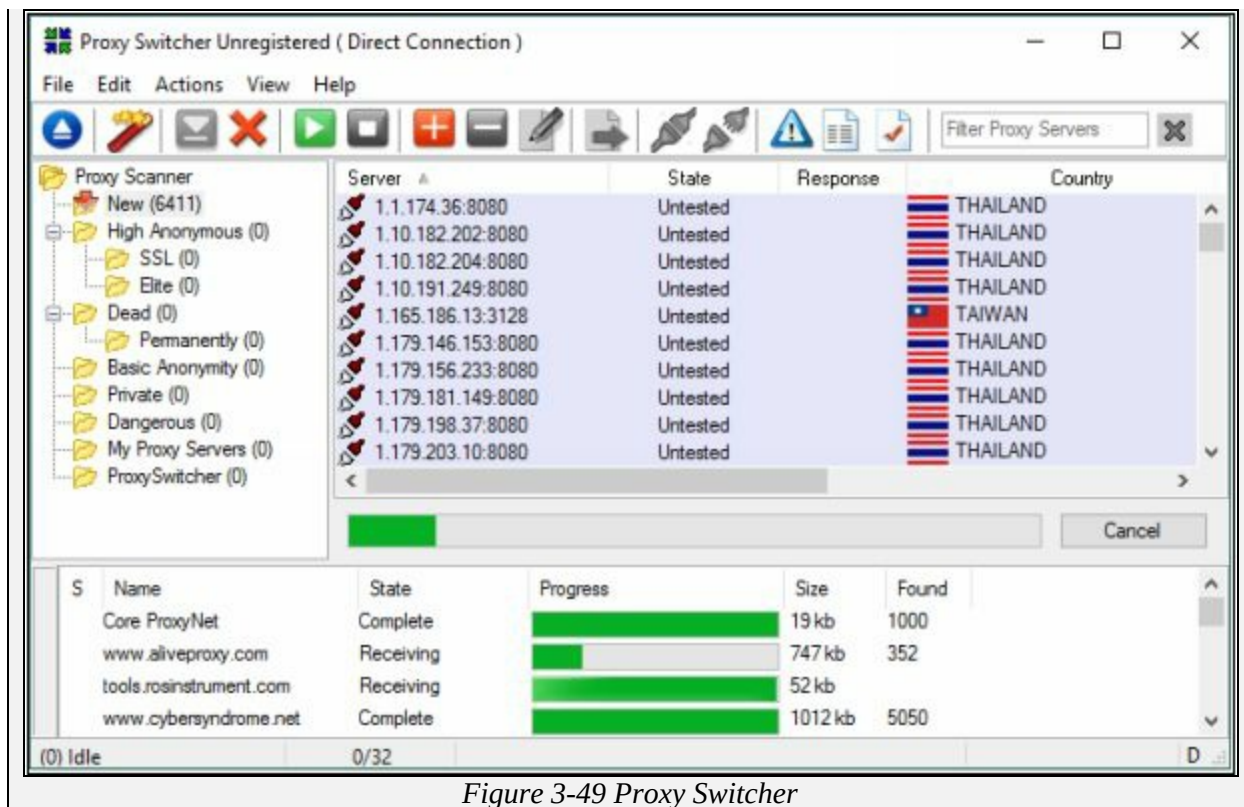 Proxy Switcher Unregistered ( Direct Connection )
File Edit Actions View Help
Filter Proxy Servers
Proxy Scanner
New (6411)
High Anonymous (0)
SSL (0)
Elite (0)
Dead (0)
Permanently (0)
Basic Anonymity (0)
Private (0)
Dangerous (0)
My Proxy Servers (0)
ProxySwitcher (0)
Server State Response Country
1.1.174.36:8080 Untested THAILAND
1.10.182.202:8080 Untested THAILAND
1.10.182.204:8080 Untested THAILAND
1.10.191.249:8080 Untested THAILAND
1.165.186.13:3128 Untested TAIWAN
1.179.146.153:8080 Untested THAILAND
1.179.156.233:8080 Untested THAILAND
1.179.181.149:8080 Untested THAILAND
1.179.198.37:8080 Untested THAILAND
1.179.203.10:8080 Untested THAILAND
Cancel
S Name State Progress Size Found
Core ProxyNet Complete 19 kb 1000
www.aliveproxy.com Receiving 747 kb 352
tools.rosinstrument.com Receiving 52 kb
www.cybersyndrome.net Complete 1012 kb 5050
(0) Idle 0/32 D
Figure 3-49 Proxy Switcher